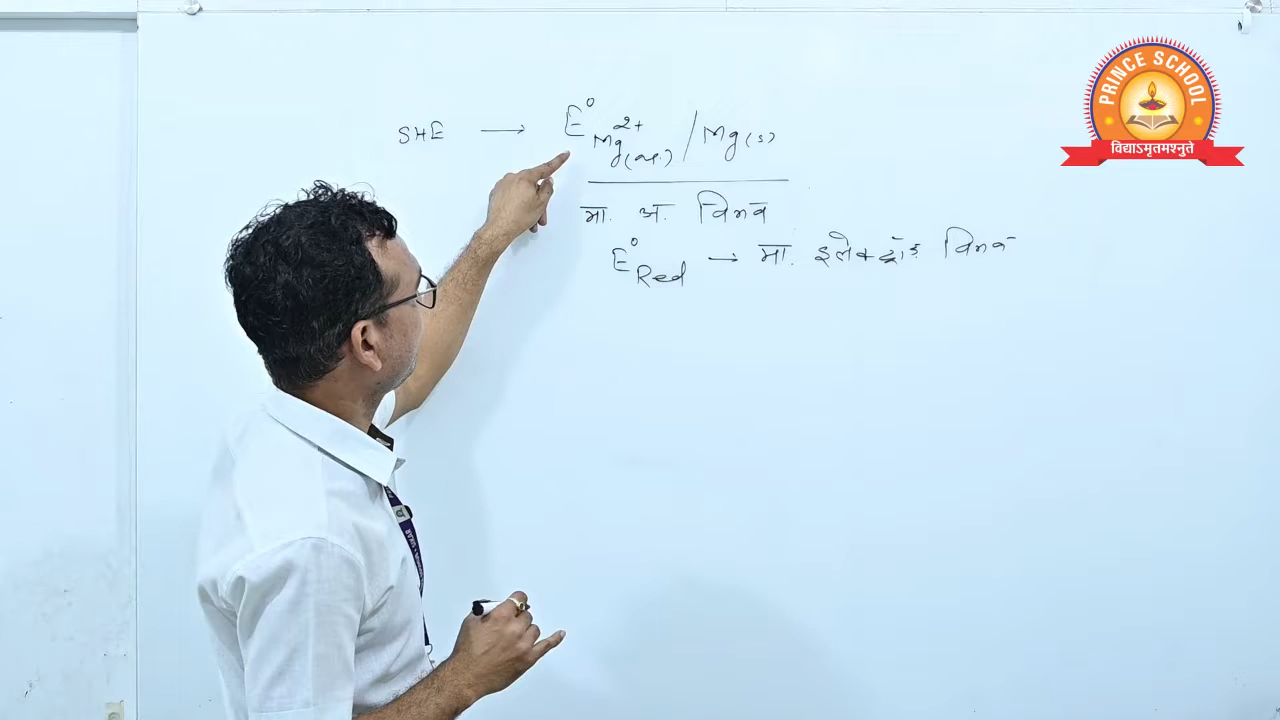 SHE → E° Mg²⁺(aq.) / Mg(s)
मा. अ. विभव
E°Red → मा. इलेक्ट्रॉड विभव
PRINCE SCHOOL
विद्याऽमृतमश्नुते